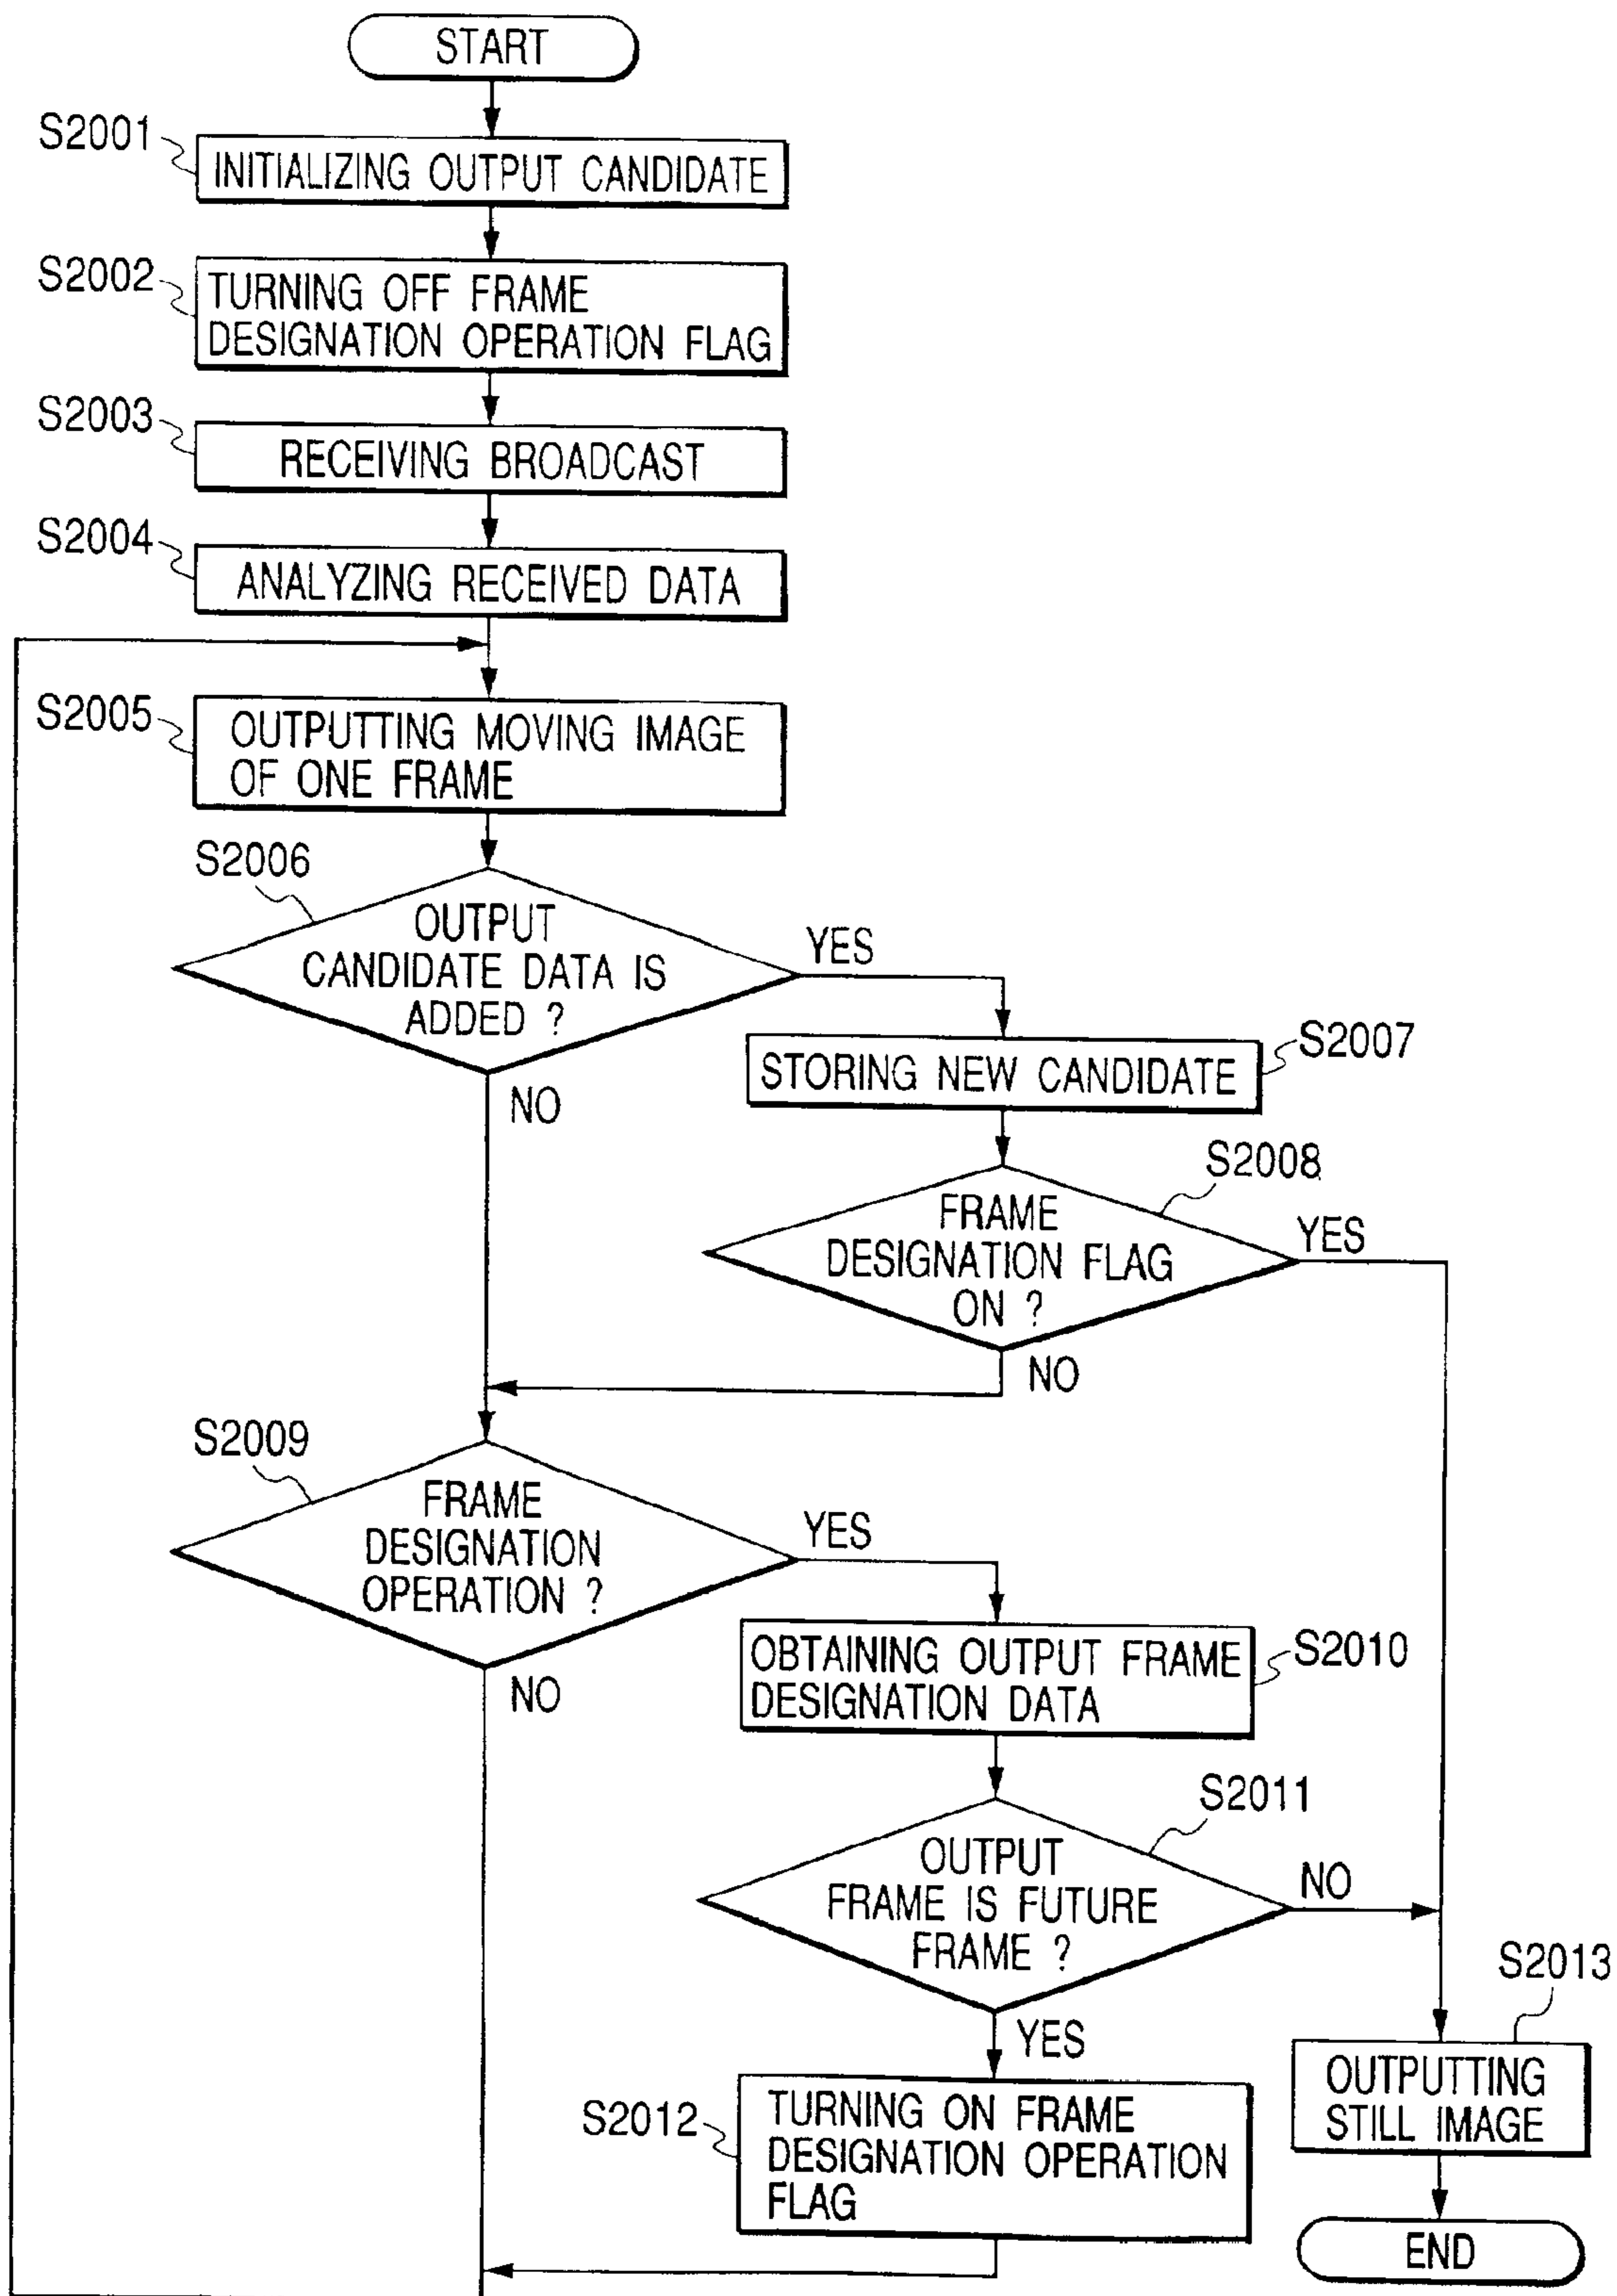 START
S2001
INITIALIZING OUTPUT CANDIDATE
S2002
TURNING OFF FRAME
DESIGNATION OPERATION FLAG
S2003
RECEIVING BROADCAST
S2004
ANALYZING RECEIVED DATA
S2005
OUTPUTTING MOVING IMAGE
OF ONE FRAME
S2006
OUTPUT
CANDIDATE DATA IS
ADDED ?
YES
NO
S2007
STORING NEW CANDIDATE
S2008
FRAME
DESIGNATION FLAG
ON ?
YES
NO
S2009
FRAME
DESIGNATION
OPERATION ?
YES
NO
S2010
OBTAINING OUTPUT FRAME
DESIGNATION DATA
S2011
OUTPUT
FRAME IS FUTURE
FRAME ?
NO
YES
S2012
TURNING ON FRAME
DESIGNATION OPERATION
FLAG
S2013
OUTPUTTING
STILL IMAGE
END